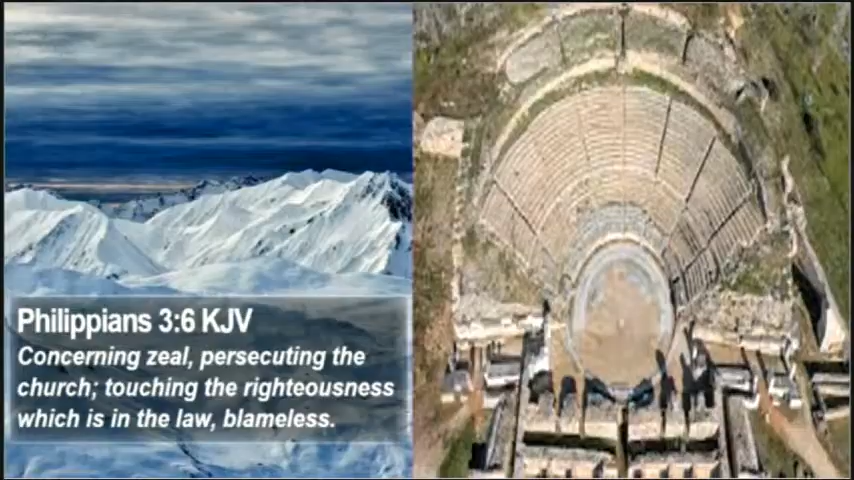 Philippians 3:6 KJV
Concerning zeal, persecuting the
church; touching the righteousness
which is in the law, blameless.